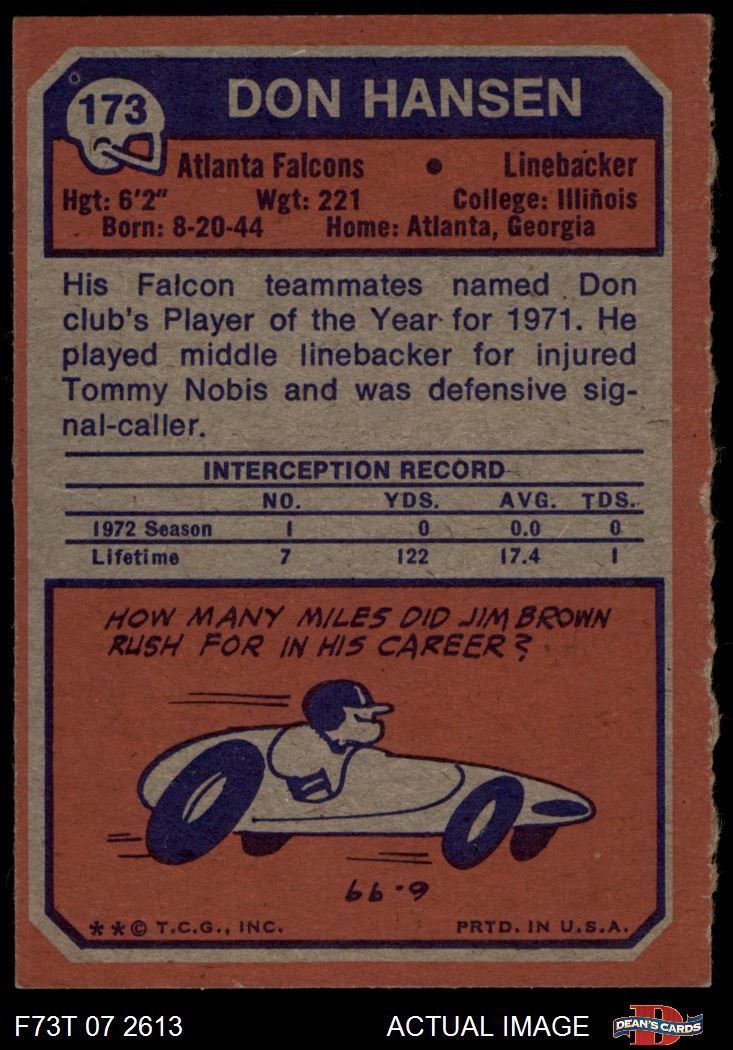 173
DON HANSEN
Atlanta Falcons • Linebacker
Hgt: 6'2" Wgt: 221 College: Illiñois
Born: 8-20-44 Home: Atlanta, Georgia
His Falcon teammates named Don
club's Player of the Year for 1971. He
played middle linebacker for injured
Tommy Nobis and was defensive sig-
nal-caller.
INTERCEPTION RECORD
NO. YDS. AVG. TDS.
1972 Season 1 0 0.0 0
Lifetime 7 122 17.4 1
HOW MANY MILES DID JIM BROWN
RUSH FOR IN HIS CAREER?
6·99
** © T.C.G., INC. PRTD. IN U.S.A.
F73T 07 2613 ACTUAL IMAGE
D
DEAN'S CARDS